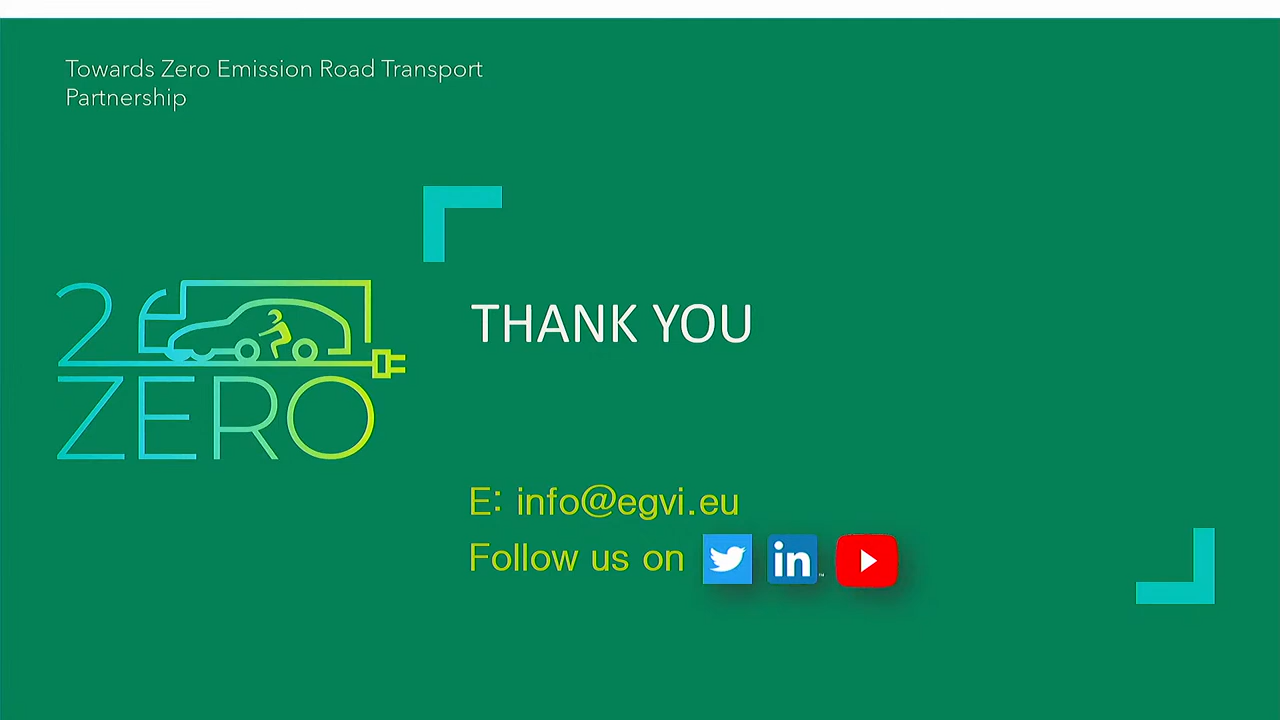 Towards Zero Emission Road Transport
Partnership
2
ZERO
THANK YOU
E: info@egvi.eu
Follow us on
in